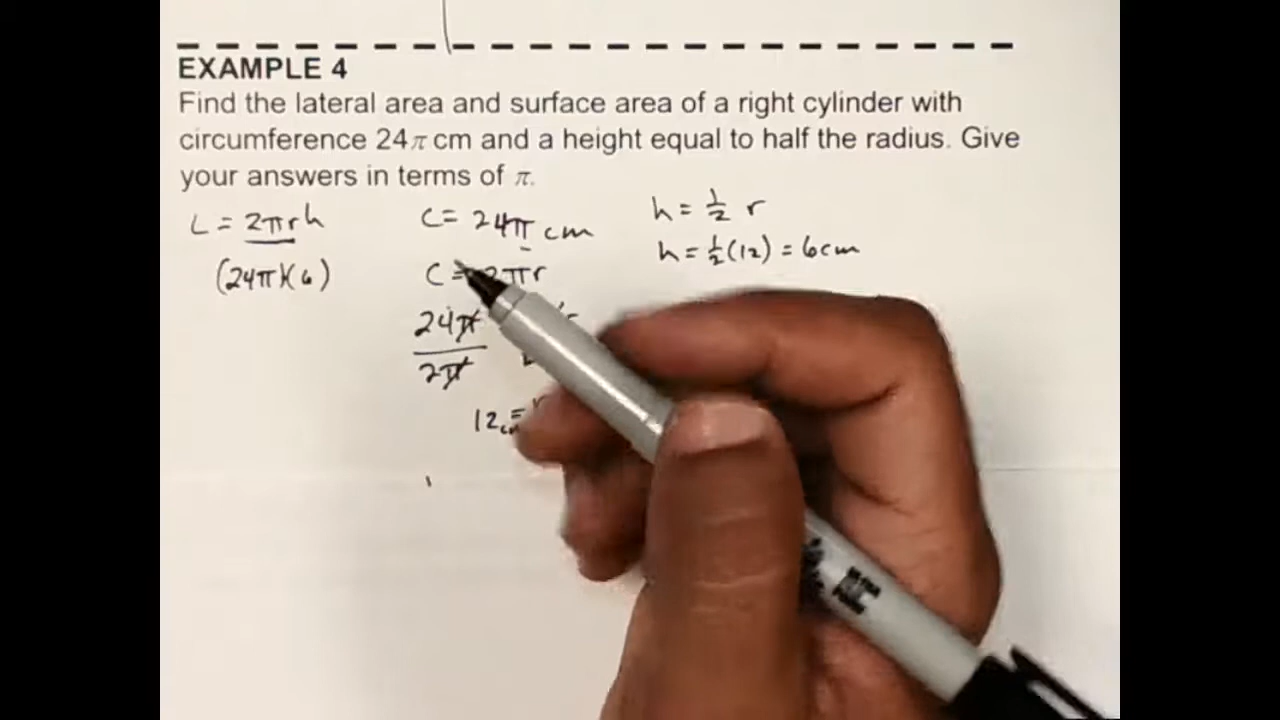 EXAMPLE 4
Find the lateral area and surface area of a right cylinder with
circumference 24π cm and a height equal to half the radius. Give
your answers in terms of π.
L = 2πrh
(24π)(6)
C = 24π cm
C = 2πr
24π
2π
12cm =
h = 1/2 r
h = 1/2 (12) = 6cm